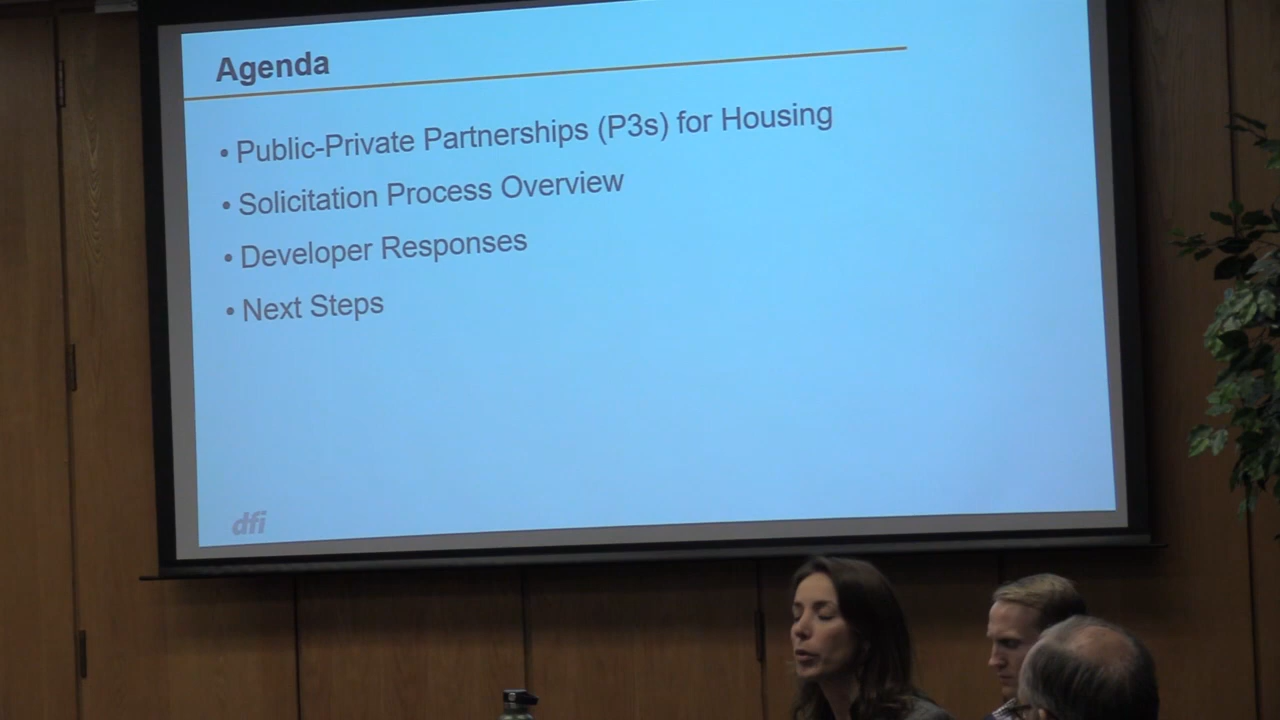 Agenda
• Public-Private Partnerships (P3s) for Housing
• Solicitation Process Overview
• Developer Responses
• Next Steps
dfi